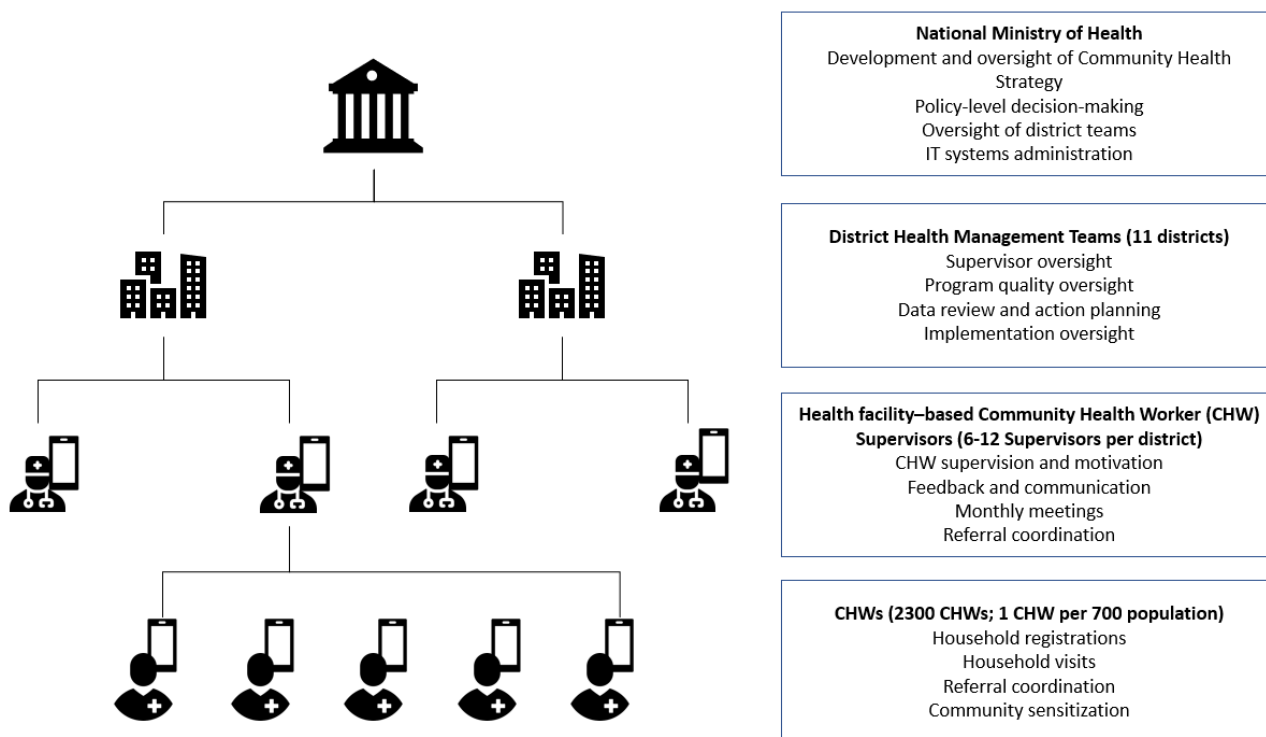 National Ministry of Health
Development and oversight of Community Health
Strategy
Policy-level decision-making
Oversight of district teams
IT systems administration
District Health Management Teams (11 districts)
Supervisor oversight
Program quality oversight
Data review and action planning
Implementation oversight
Health facility–based Community Health Worker (CHW)
Supervisors (6-12 Supervisors per district)
CHW supervision and motivation
Feedback and communication
Monthly meetings
Referral coordination
CHWs (2300 CHWs; 1 CHW per 700 population)
Household registrations
Household visits
Referral coordination
Community sensitization